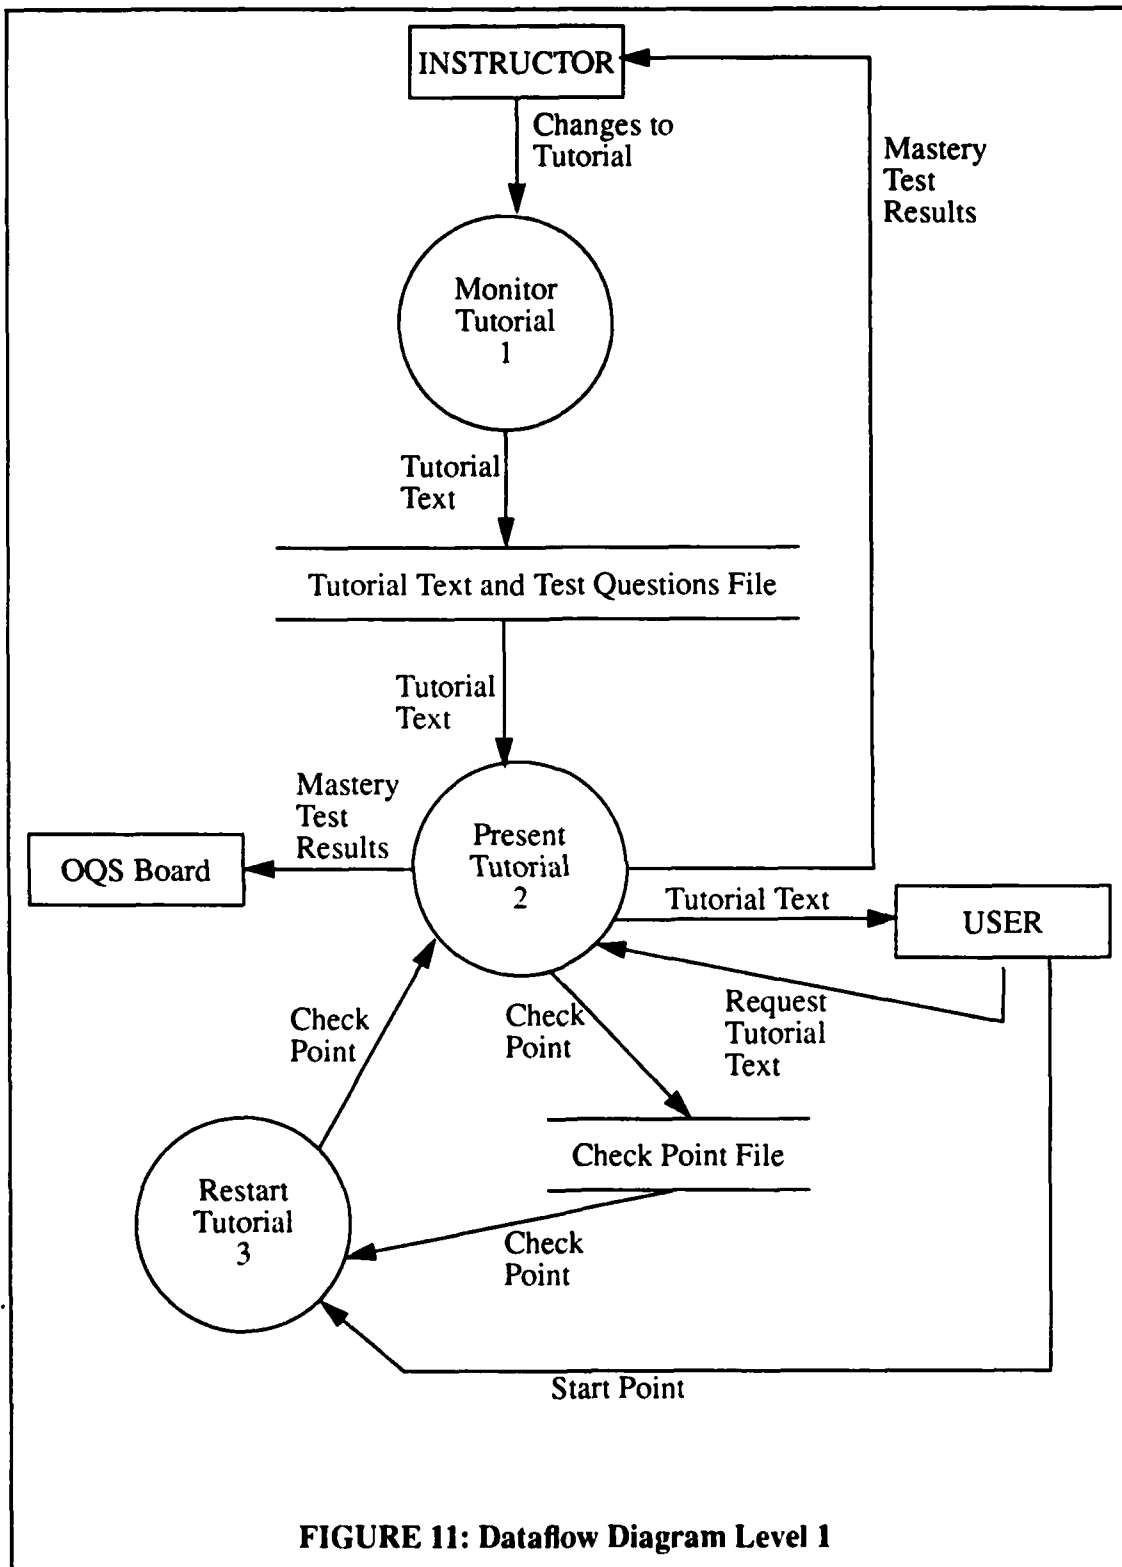 INSTRUCTOR
Changes to
Tutorial
Mastery
Test
Results
Monitor
Tutorial
1
Tutorial
Text
Tutorial Text and Test Questions File
Tutorial
Text
Mastery
Test
Results
OQS Board
Present
Tutorial
2
Tutorial Text
USER
Request
Tutorial
Text
Check
Point
Check
Point
Check Point File
Restart
Tutorial
3
Check
Point
Start Point
FIGURE 11: Dataflow Diagram Level 1